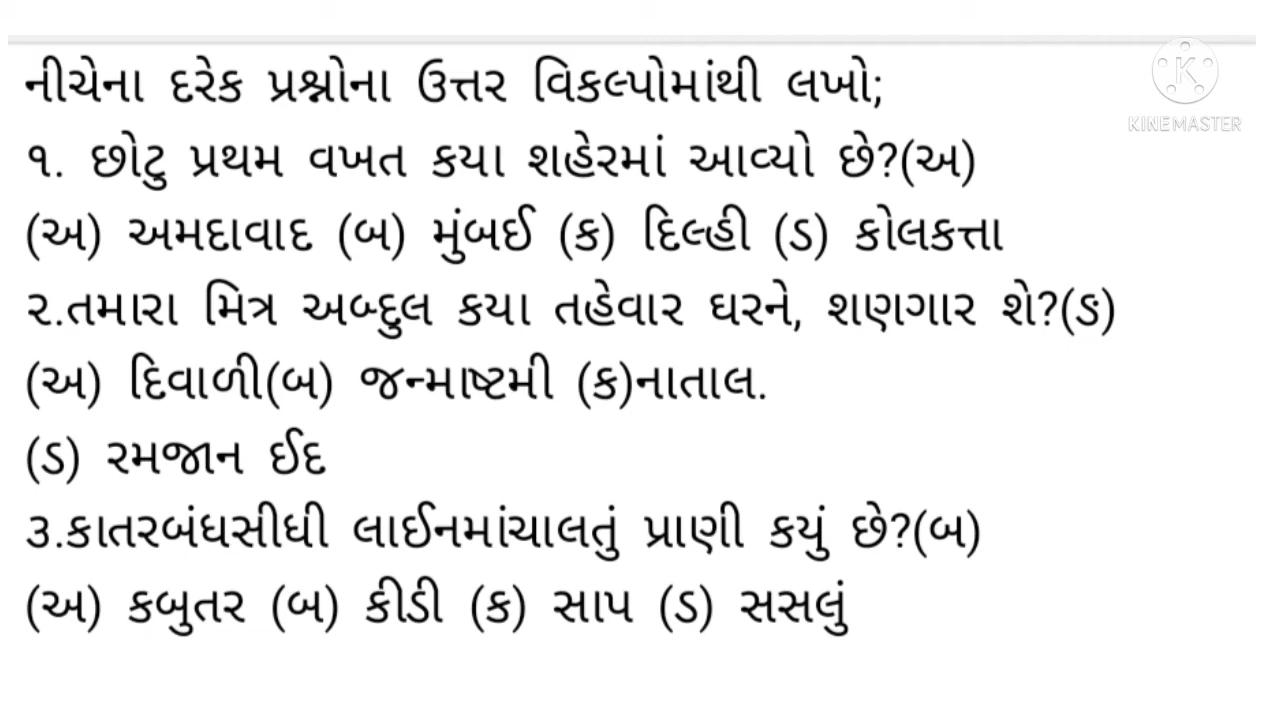 નીચેના દરેક પ્રશ્નોના ઉત્તર વિકલ્પોમાંથી લખો;
KINEMASTER
૧. છોટુ પ્રથમ વખત કયા શહેરમાં આવ્યો છે?(અ)
(અ) અમદાવાદ (બ) મુંબઈ (ક) દિલ્હી (ડ) કોલકત્તા
૨.તમારા મિત્ર અબ્દુલ કયા તહેવાર ઘરને, શણગાર શે?(ઙ)
(અ) દિવાળી(બ) જન્માષ્ટમી (ક)નાતાલ.
(ડ) રમજાન ઈદ
૩.કાતરબંધસીધી લાઈનમાંચાલતું પ્રાણી કયું છે?(બ)
(અ) કબુતર (બ) કીડી (ક) સાપ (ડ) સસલું